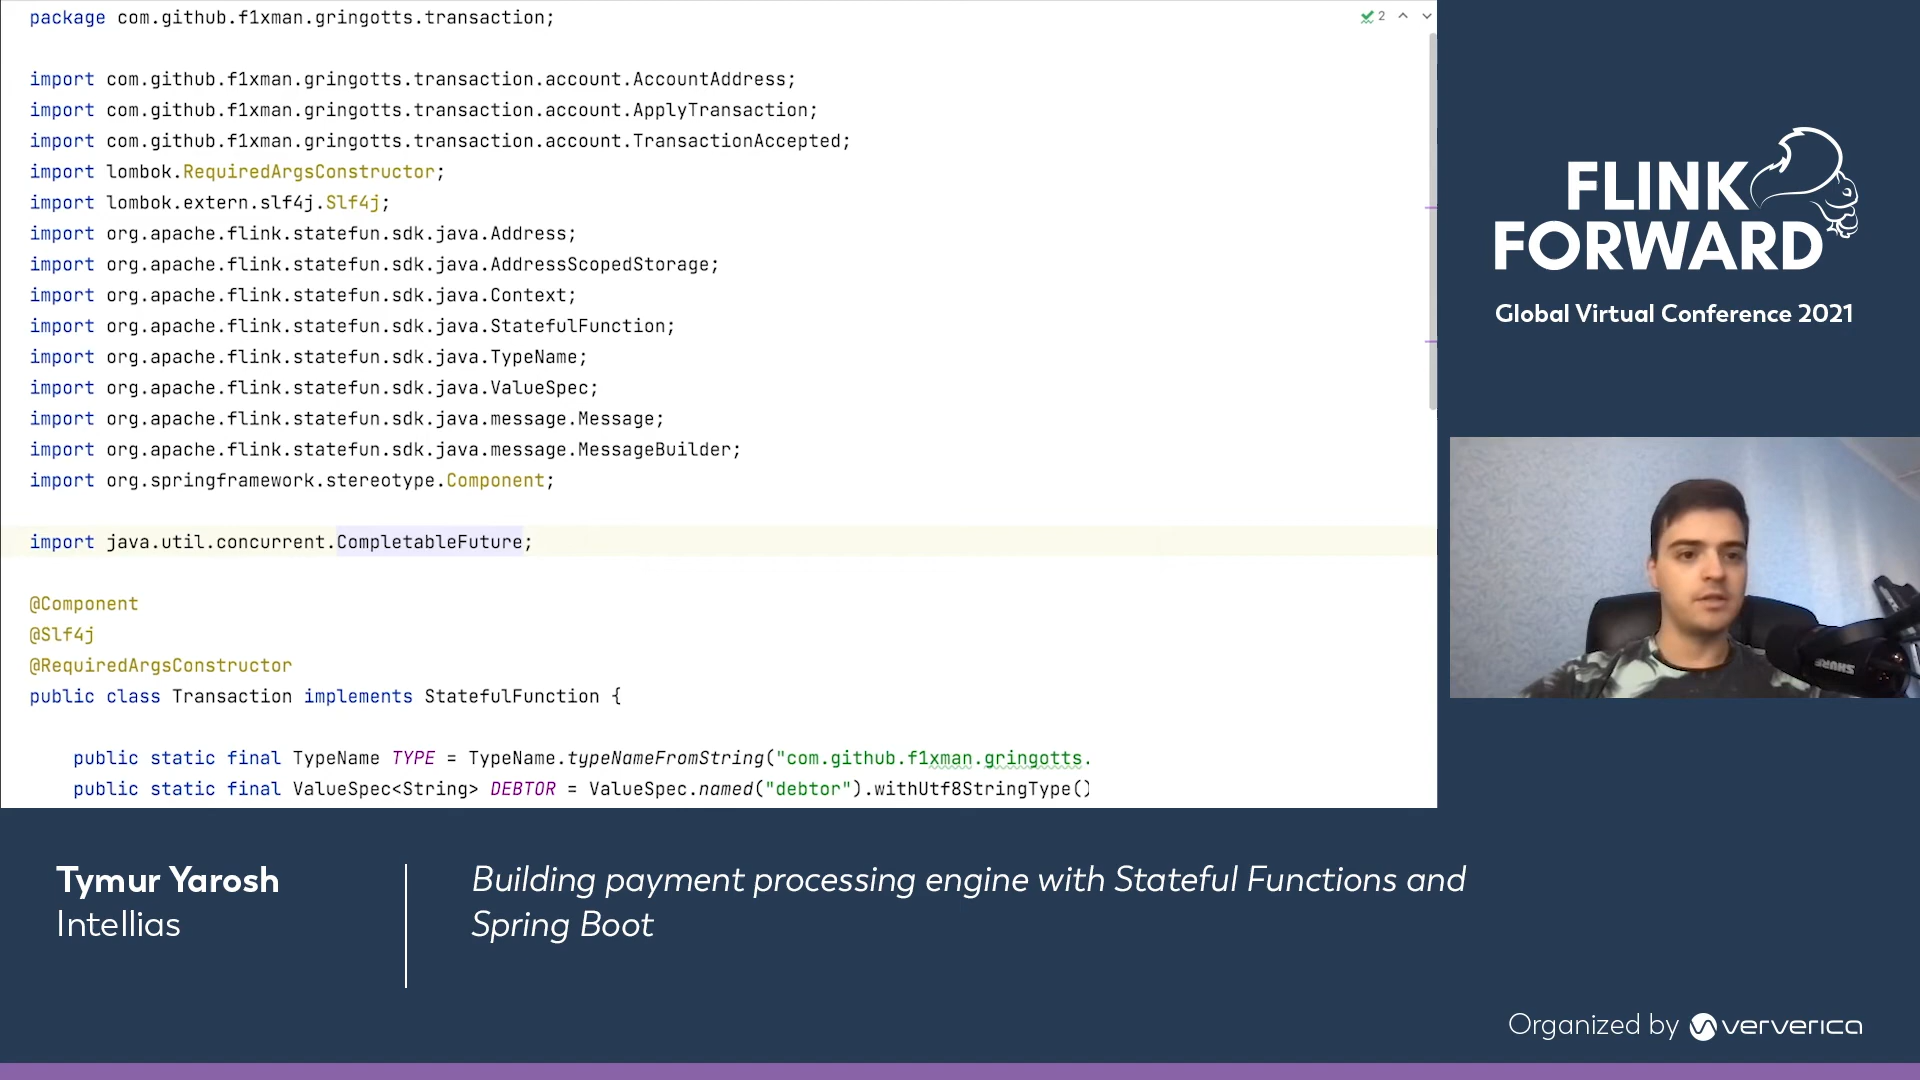 package com.github.f1xman.gringotts.transaction;
2
import com.github.f1xman.gringotts.transaction.account.AccountAddress;
import com.github.f1xman.gringotts.transaction.account.ApplyTransaction;
import com.github.f1xman.gringotts.transaction.account.TransactionAccepted;
import lombok.RequiredArgsConstructor;
import lombok.extern.slf4j.Slf4j;
import org.apache.flink.statefun.sdk.java.Address;
import org.apache.flink.statefun.sdk.java.AddressScopedStorage;
import org.apache.flink.statefun.sdk.java.Context;
import org.apache.flink.statefun.sdk.java.StatefulFunction;
import org.apache.flink.statefun.sdk.java.TypeName;
import org.apache.flink.statefun.sdk.java.ValueSpec;
import org.apache.flink.statefun.sdk.java.message.Message;
import org.apache.flink.statefun.sdk.java.message.MessageBuilder;
import org.springframework.stereotype.Component;
import java.util.concurrent.CompletableFuture;
@Component
@Slf4j
@RequiredArgsConstructor
public class Transaction implements StatefulFunction {
public static final TypeName TYPE = TypeName.typeNameFromString("com.github.f1xman.gringotts.
public static final ValueSpec<String> DEBTOR = ValueSpec.named("debtor").withUtf8StringType()
FLINK
FORWARD
Global Virtual Conference 2021
SHURE
Tymur Yarosh
Intellias
Building payment processing engine with Stateful Functions and
Spring Boot
Organized by ververica